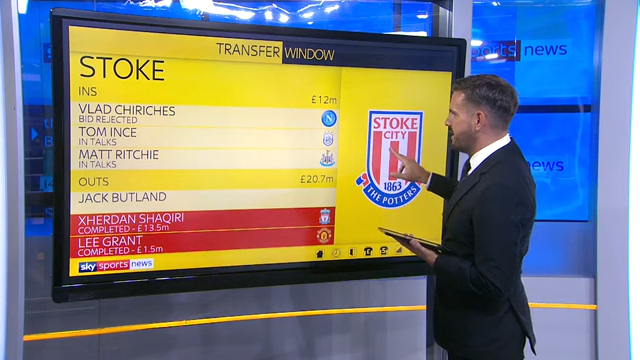 TRANSFER WINDOW
STOKE
INS
£12m
VLAD CHIRICHES
BID REJECTED
TOM INCE
IN TALKS
MATT RITCHIE
IN TALKS
OUTS £20.7m
JACK BUTLAND
XHERDAN SHAQIRI
COMPLETED - £13.5m
LEE GRANT
COMPLETED - £1.5m
sky sports news
STOKE
CITY
1863
THE POTTERS
sports news
news